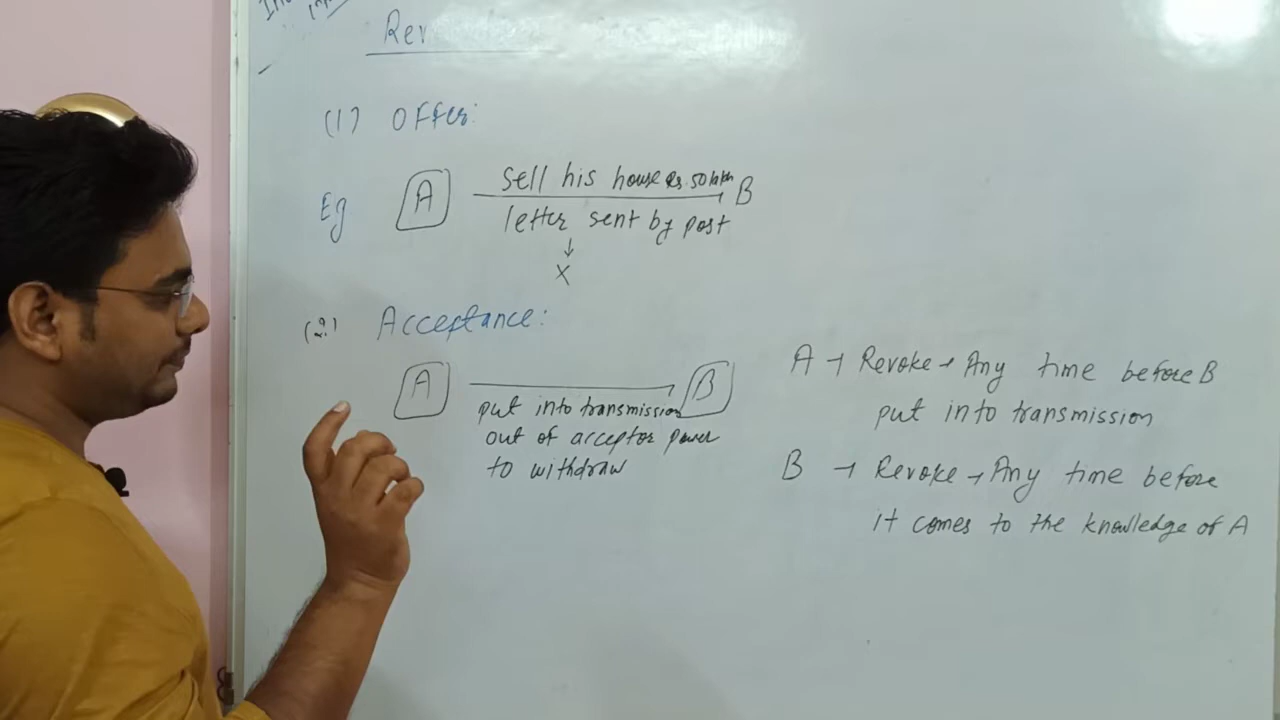 Rev
(1) Offer:
Eg A sell his house Rs. 50 lakh B
letter sent by post
↓
X
(2.) Acceptance:
A B
put into transmission
out of acceptor power
to withdraw
A → Revoke → Any time before B
put into transmission
B → Revoke → Any time before
it comes to the knowledge of A